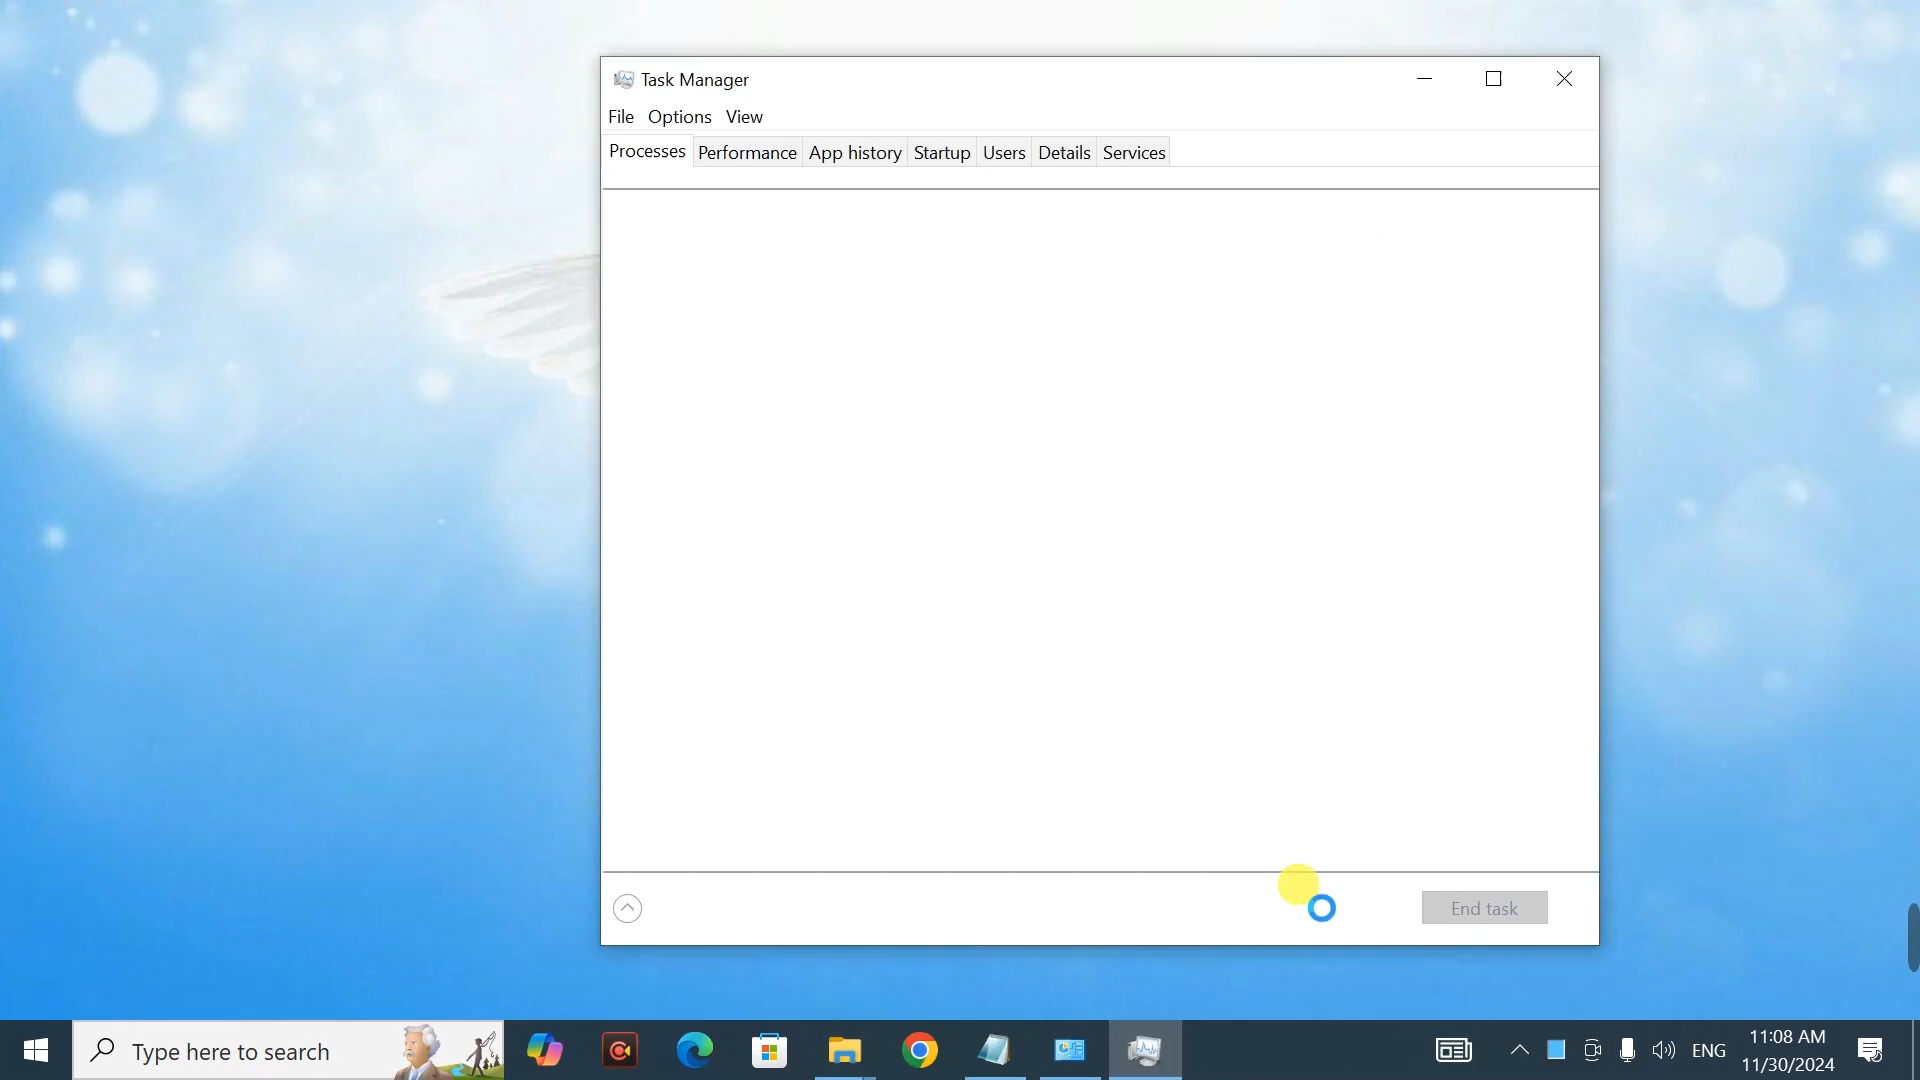 Task Manager
File Options View
Processes Performance App history Startup Users Details Services
End task
Type here to search
ENG
11:08 AM
11/30/2024